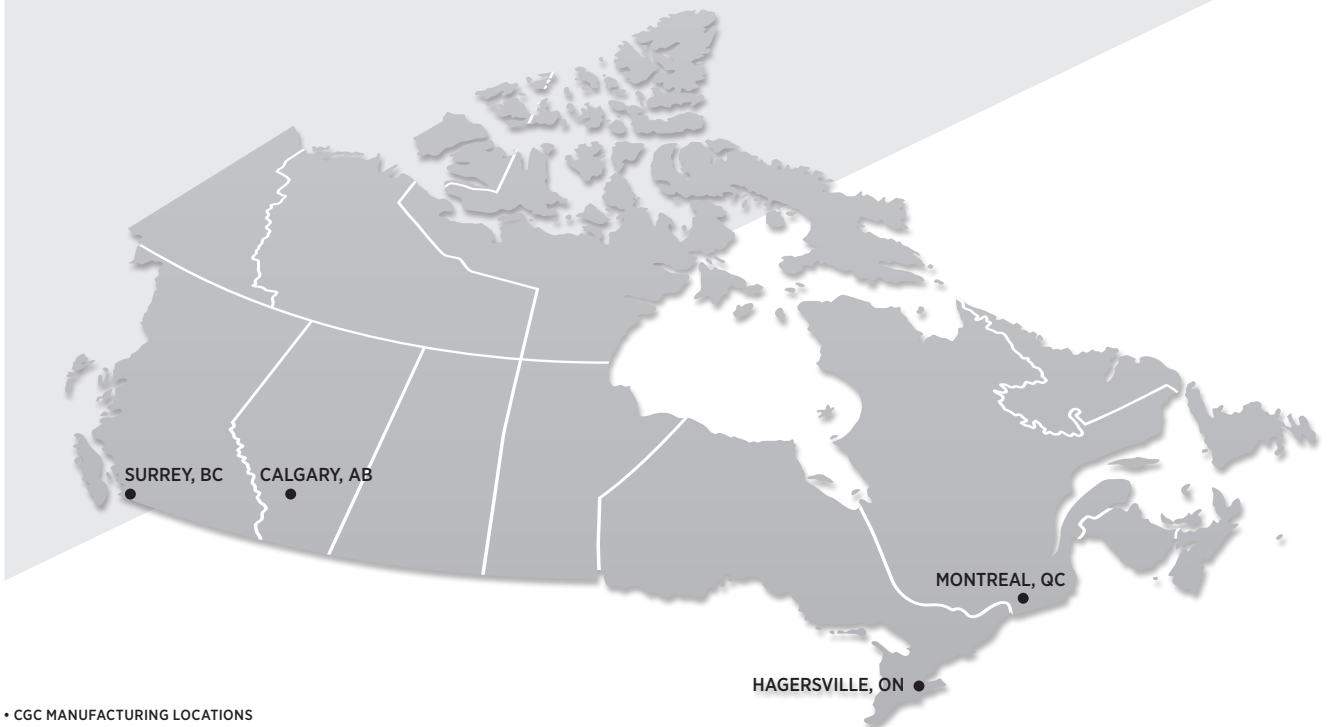 SURREY, BC
CALGARY, AB
MONTREAL, QC
HAGERSVILLE, ON
• CGC MANUFACTURING LOCATIONS